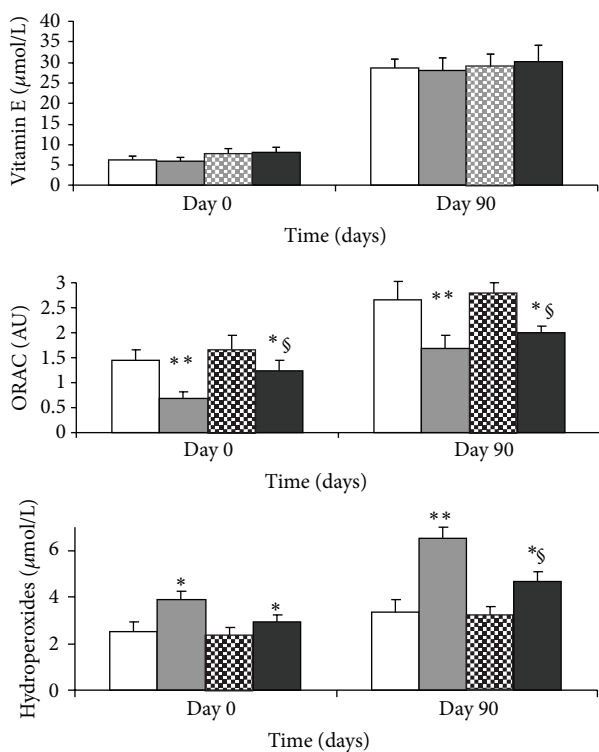 Vitamin E (μmol/L)
40
35
30
25
20
15
10
5
0
Day 0 Day 90
Time (days)
ORAC (AU)
3
2.5
2
1.5
1
0.5
0
** *§ ** *§
Day 0 Day 90
Time (days)
Hydroperoxides (μmol/L)
6
4
2
0
* * ** *§
Day 0 Day 90
Time (days)